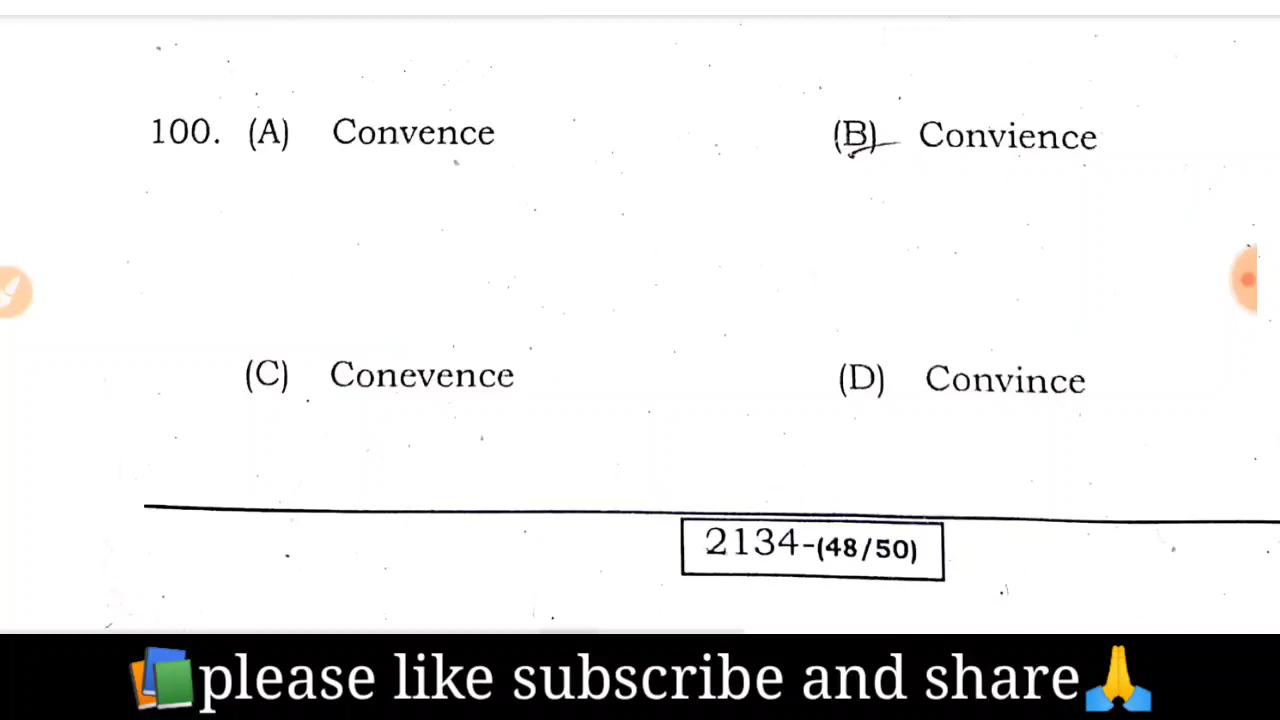 100. (A) Convence (B) Convience
(C) Conevence (D) Convince
2134-(48/50)
📚please like subscribe and share🙏